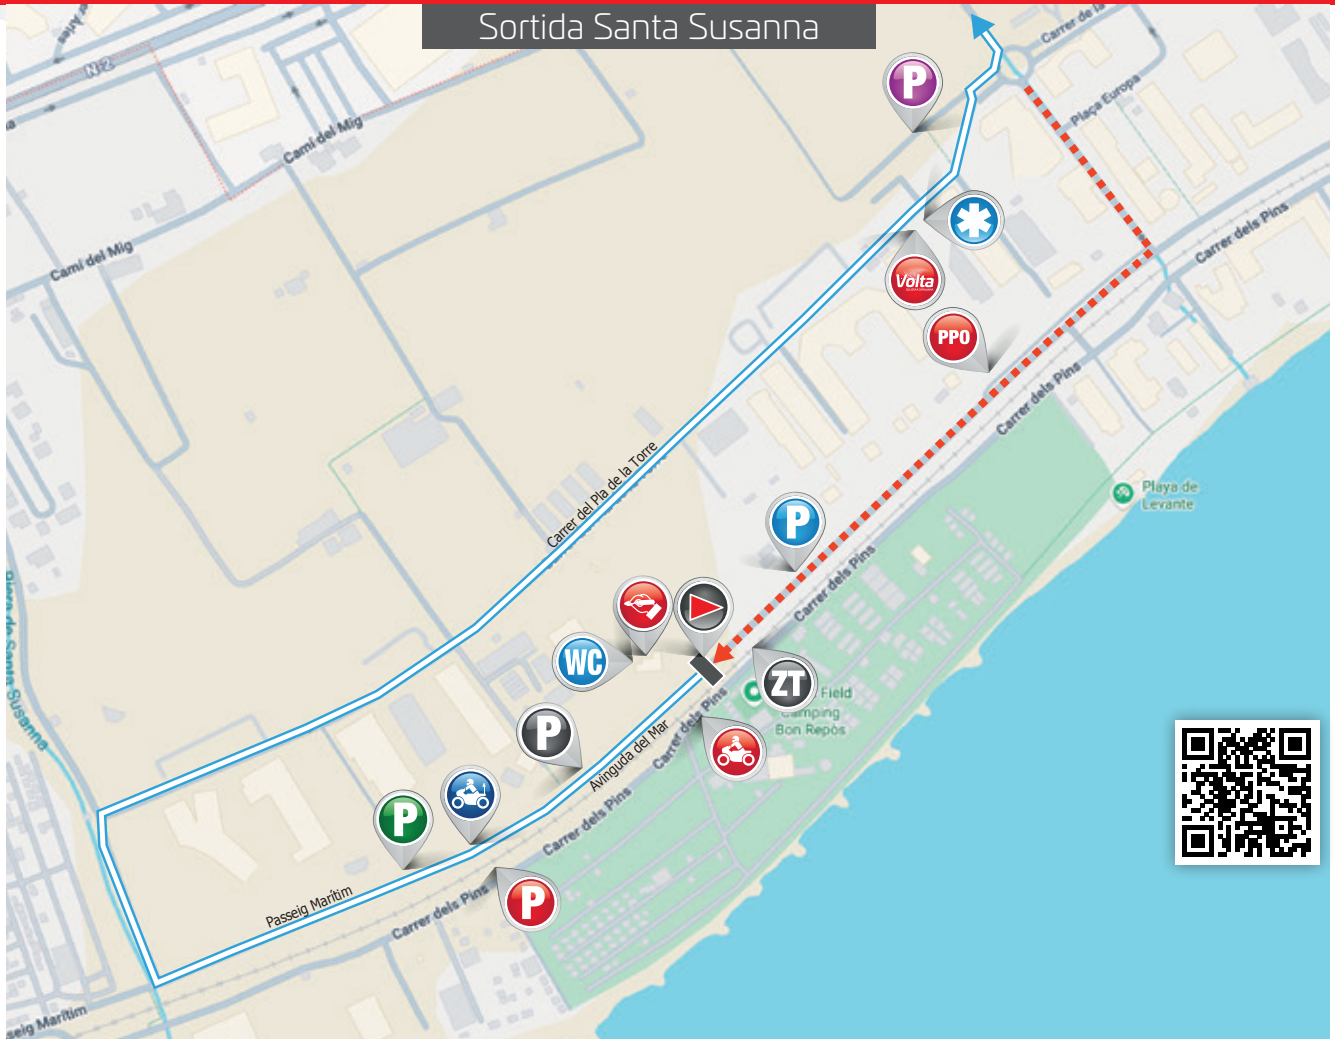 Sortida Santa Susanna
Carrer de la
N-2
P
Plaça Europa
Camí del Mig
Carrer dels Pins
Camí del Mig
Volta
PPO
Carrer dels Pins
Carrer del Pla de la Torre
Playa de
Levante
P
Carrer dels Pins
WC
ZT
Field
Camping
Bon Repòs
Carrer dels Pins
P
Avinguda del Mar
Riera de Santa Susanna
P
Carrer dels Pins
Passeig Marítim
Carrer dels Pins
P
seig Marítim